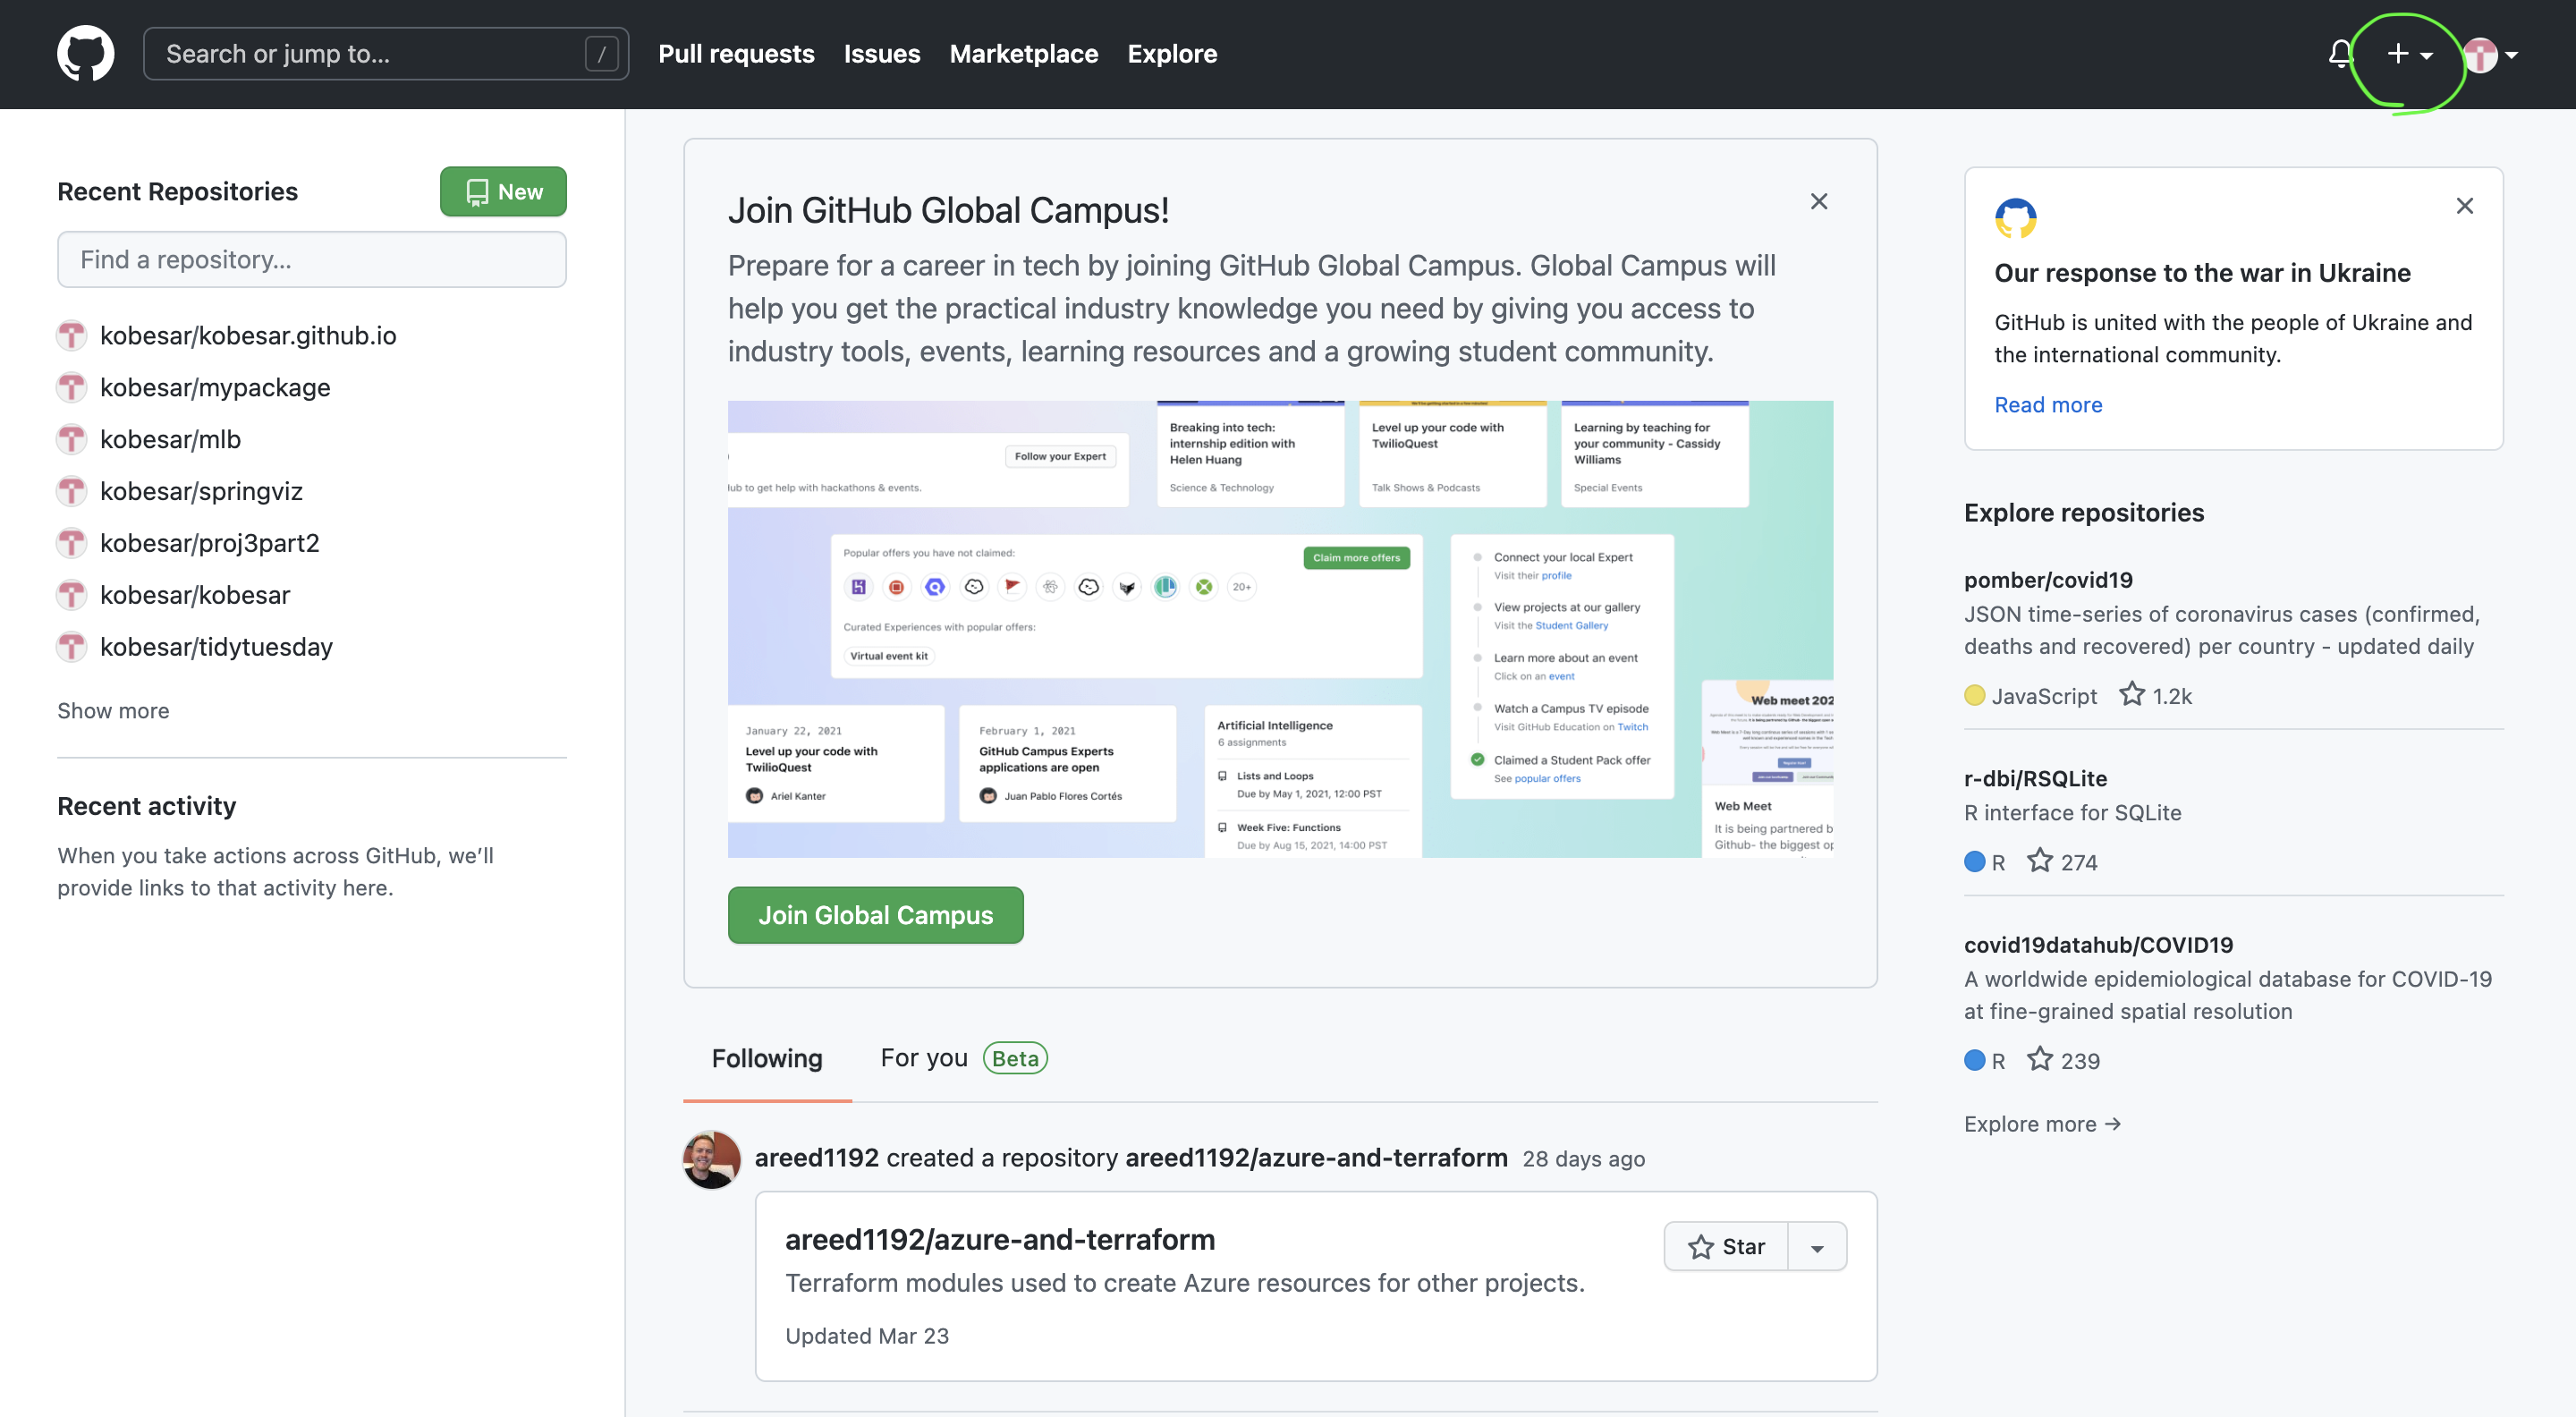 Search or jump to...
/
Pull requests
Issues
Marketplace
Explore
Recent Repositories
New
Find a repository...
kobesar/kobesar.github.io
kobesar/mypackage
kobesar/mlb
kobesar/springviz
kobesar/proj3part2
kobesar/kobesar
kobesar/tidytuesday
Show more
Recent activity
When you take actions across GitHub, we’ll
provide links to that activity here.
Join GitHub Global Campus!
Prepare for a career in tech by joining GitHub Global Campus. Global Campus will
help you get the practical industry knowledge you need by giving you access to
industry tools, events, learning resources and a growing student community.
Follow your Expert
to get help with hackathons & events.
Breaking into tech:
internship edition with
Helen Huang
Science & Technology
Level up your code with
TwilioQuest
Talk Shows & Podcasts
Learning by teaching for
your community - Cassidy
Williams
Special Events
Popular offers you have not claimed:
Claim more offers
20+
Curated Experiences with popular offers:
Virtual event kit
Connect your local Expert
Visit their profile
View projects at our gallery
Visit the Student Gallery
Learn more about an event
Click on an event
Watch a Campus TV episode
Visit GitHub Education on Twitch
Claimed a Student Pack offer
See popular offers
January 22, 2021
Level up your code with
TwilioQuest
Ariel Kanter
February 1, 2021
GitHub Campus Experts
applications are open
Juan Pablo Flores Cortés
Artificial Intelligence
6 assignments
Lists and Loops
Due by May 1, 2021, 12:00 PST
Week Five: Functions
Due by Aug 15, 2021, 14:00 PST
Web meet 202
Web Meet
It is being partnered b
Github- the biggest op
Join Global Campus
Following
For you
Beta
areed1192 created a repository areed1192/azure-and-terraform 28 days ago
areed1192/azure-and-terraform
Star
Terraform modules used to create Azure resources for other projects.
Updated Mar 23
Our response to the war in Ukraine
GitHub is united with the people of Ukraine and
the international community.
Read more
Explore repositories
pomber/covid19
JSON time-series of coronavirus cases (confirmed,
deaths and recovered) per country - updated daily
JavaScript 1.2k
r-dbi/RSQLite
R interface for SQLite
R 274
covid19datahub/COVID19
A worldwide epidemiological database for COVID-19
at fine-grained spatial resolution
R 239
Explore more →